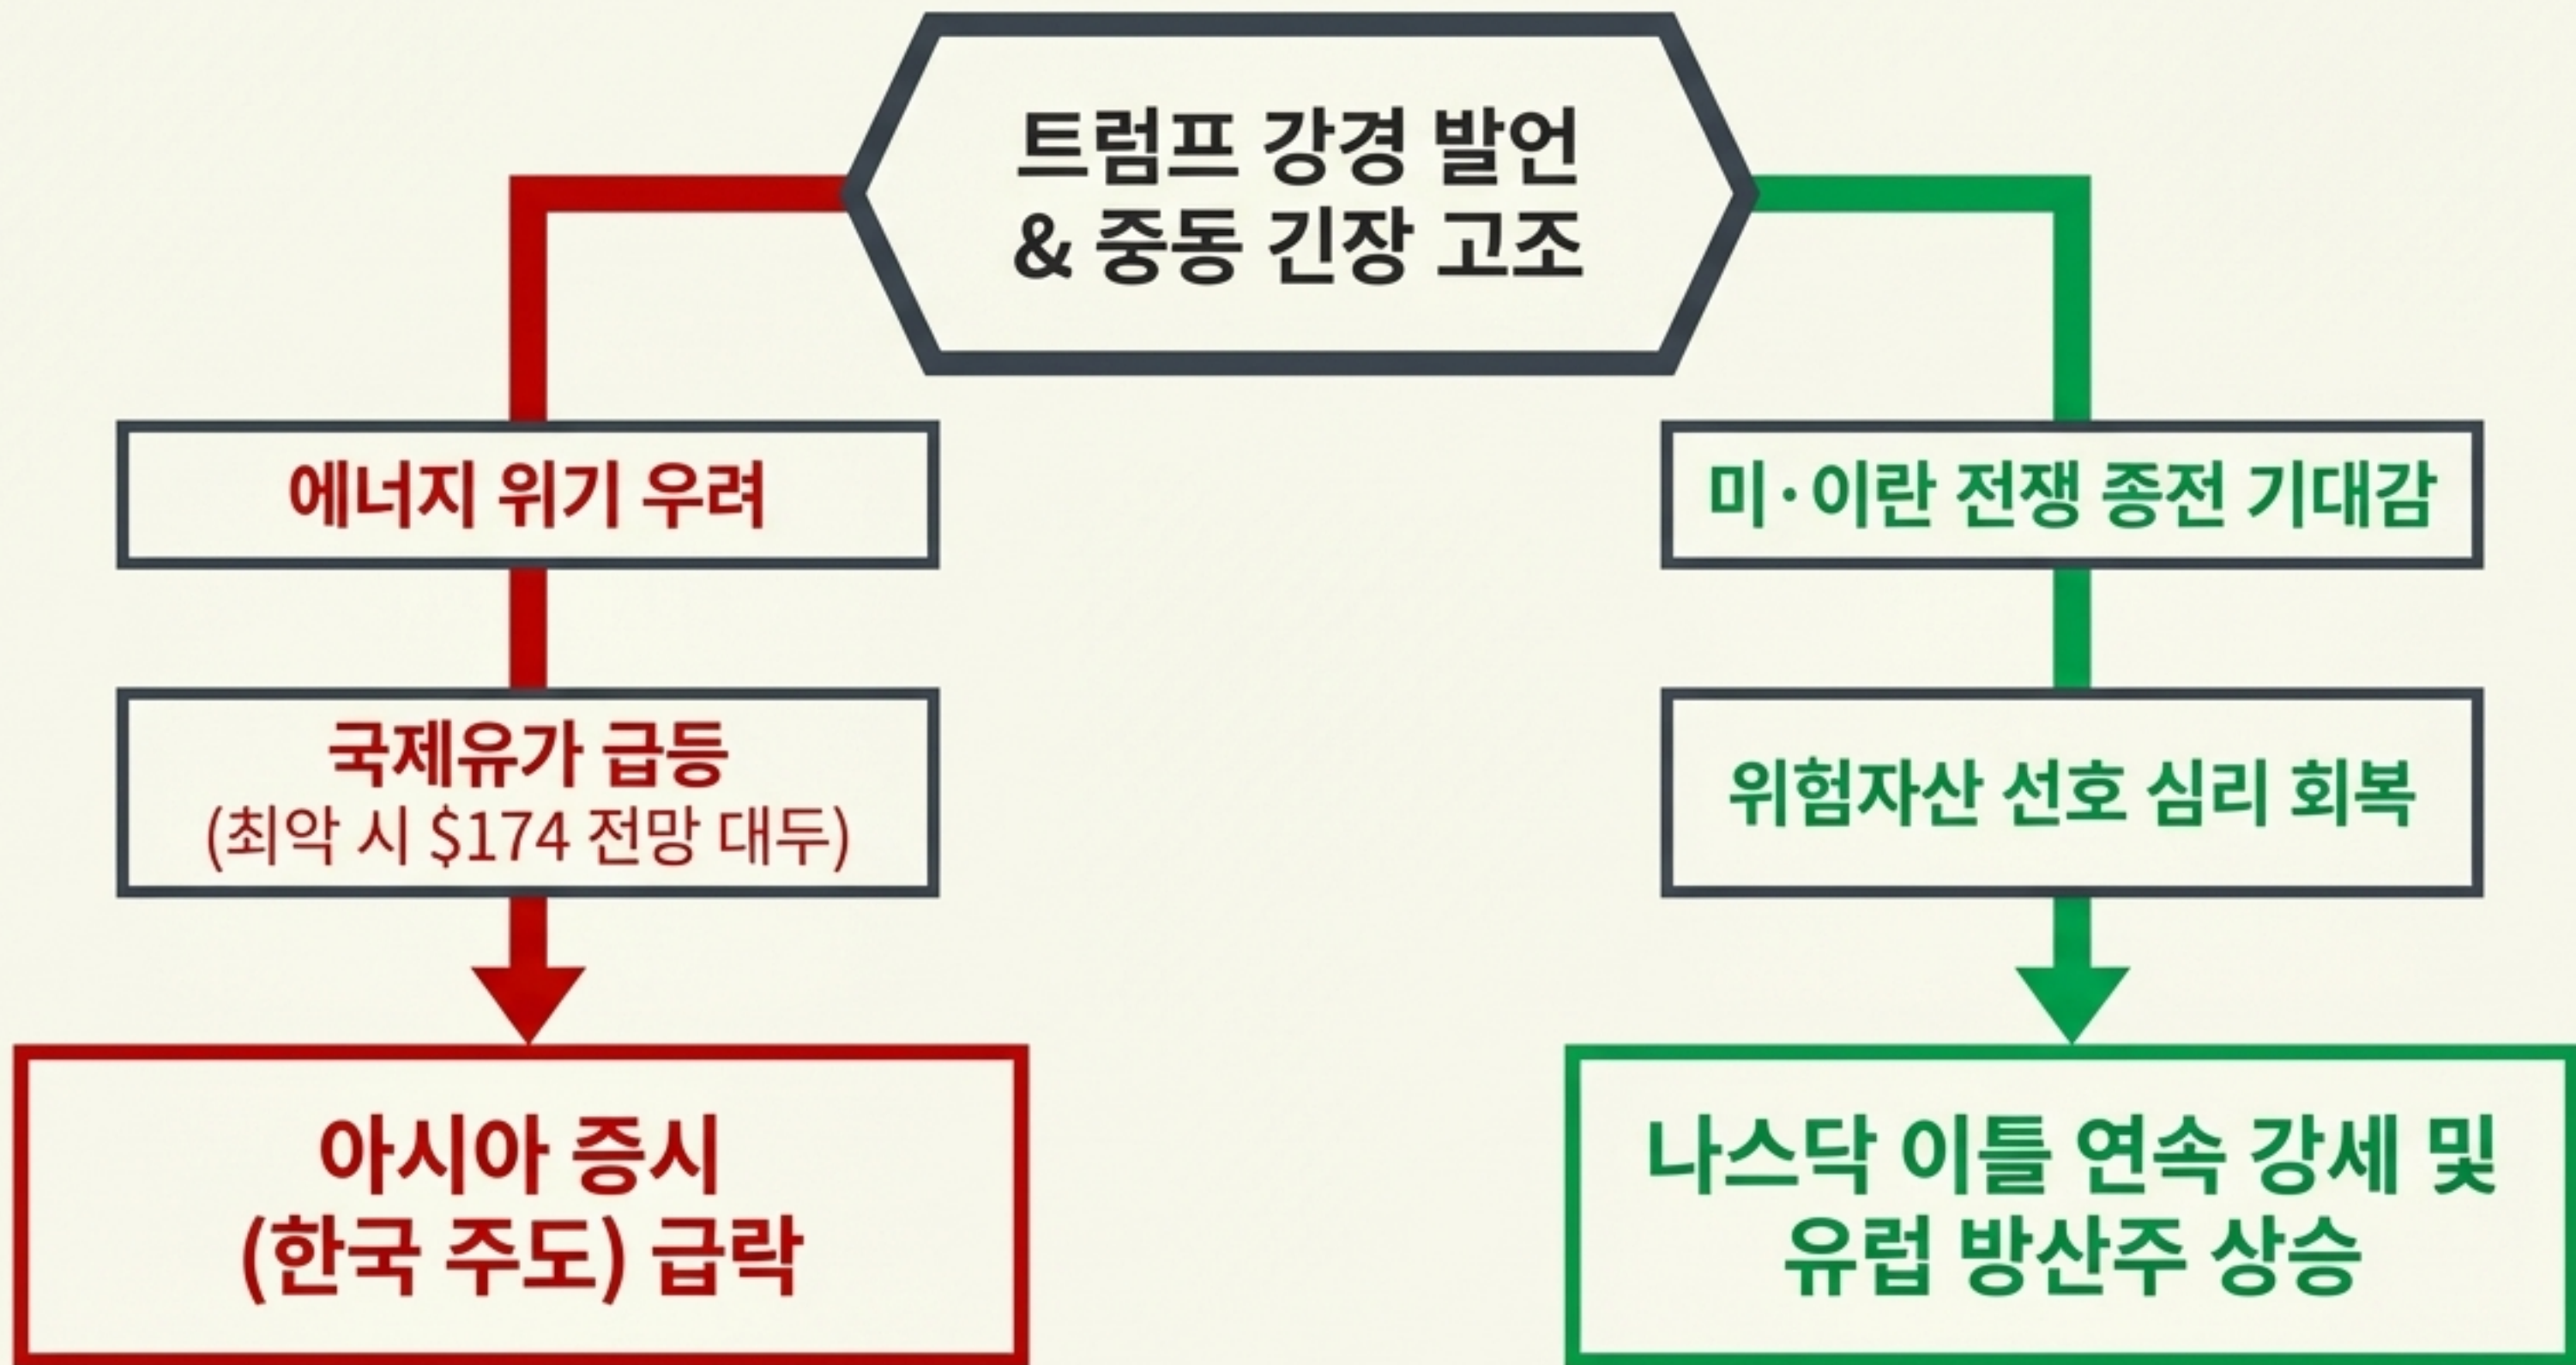 트럼프 강경 발언
& 중동 긴장 고조
에너지 위기 우려
국제유가 급등
(최악 시 $174 전망 대두)
아시아 증시
(한국 주도) 급락
미·이란 전쟁 종전 기대감
위험자산 선호 심리 회복
나스닥 이틀 연속 강세 및
유럽 방산주 상승